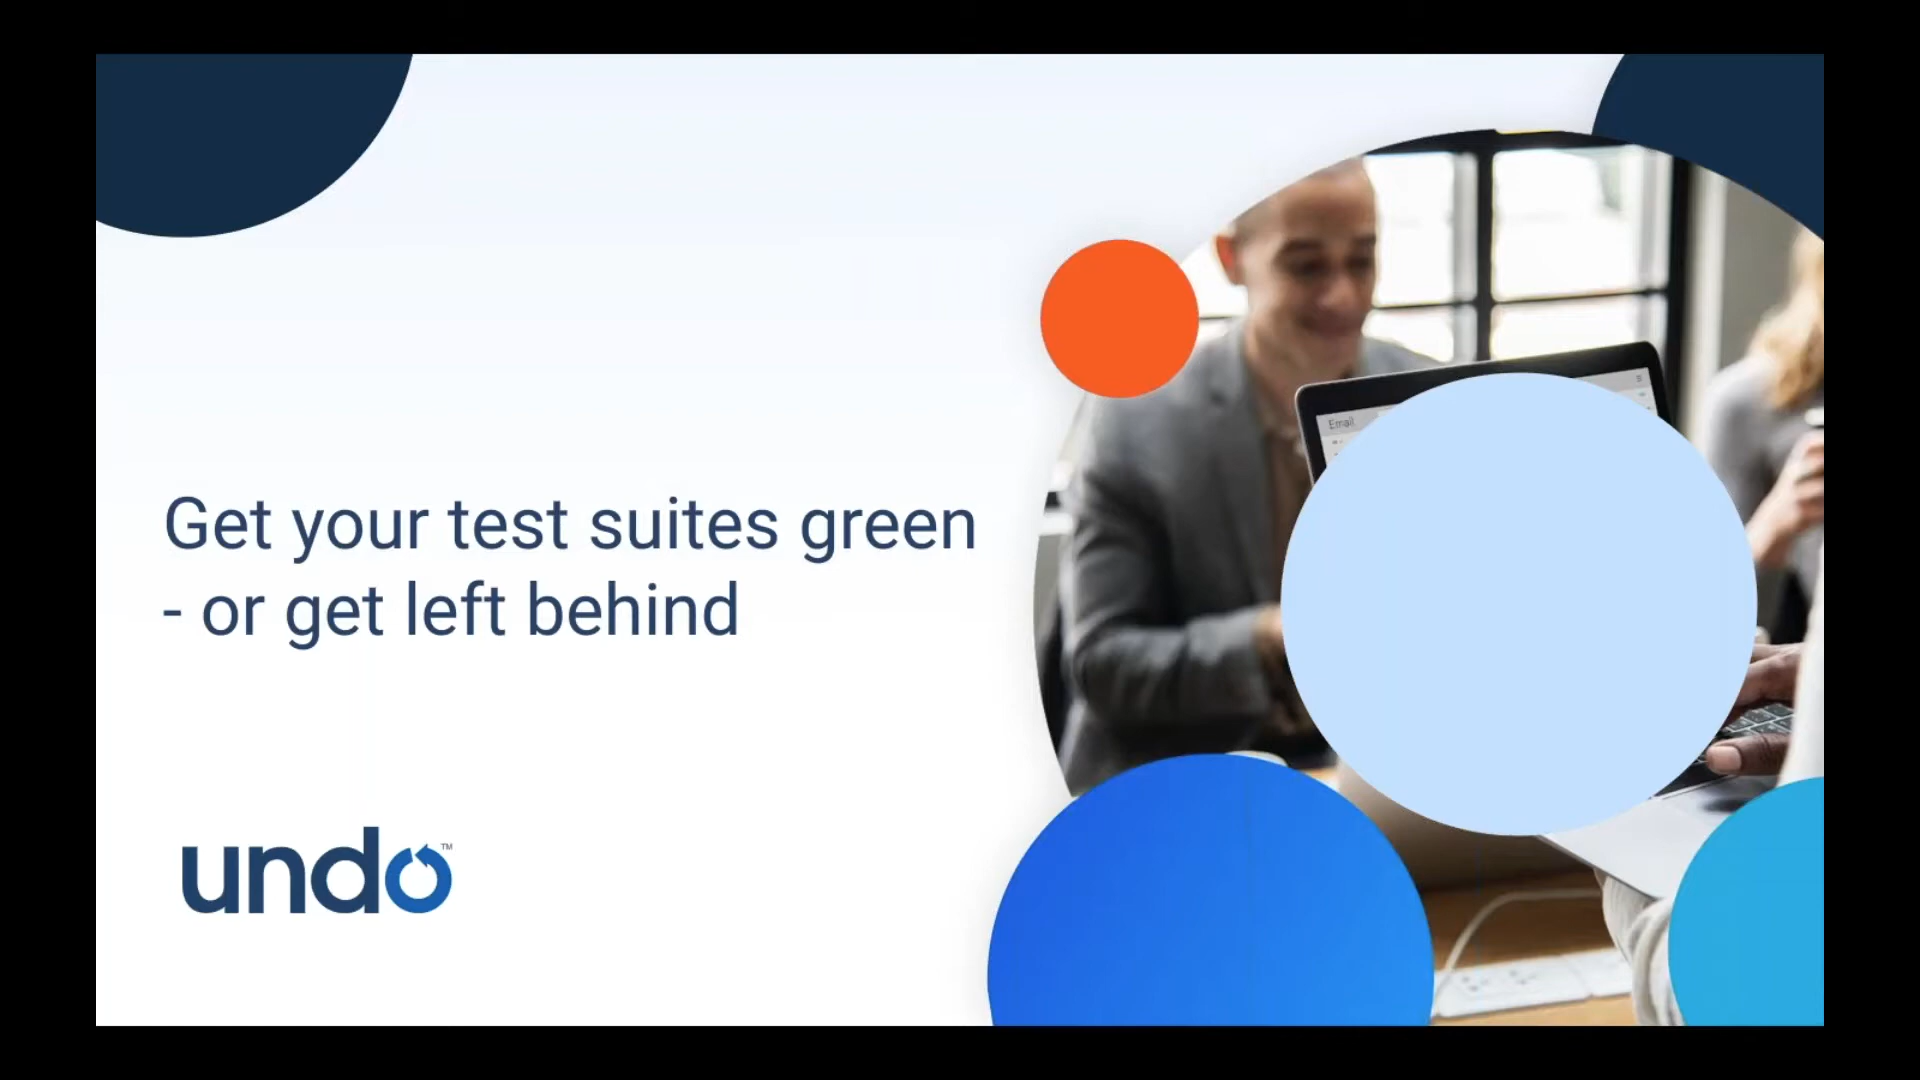 Get your test suites green
- or get left behind
Email
undo™